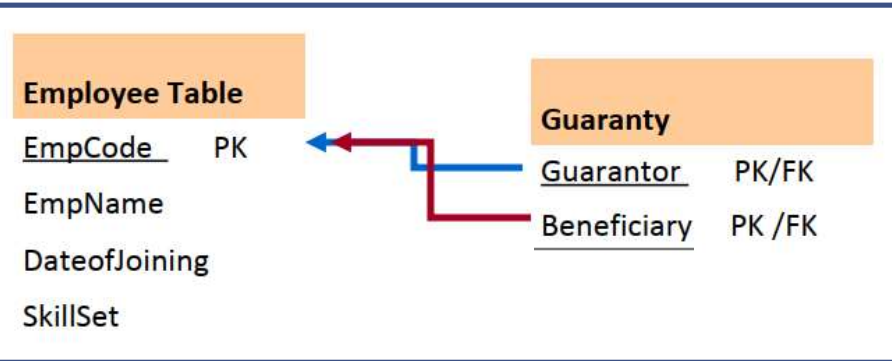 Employee Table
EmpCode PK
EmpName
DateofJoining
SkillSet
Guaranty
Guarantor PK/FK
Beneficiary PK /FK